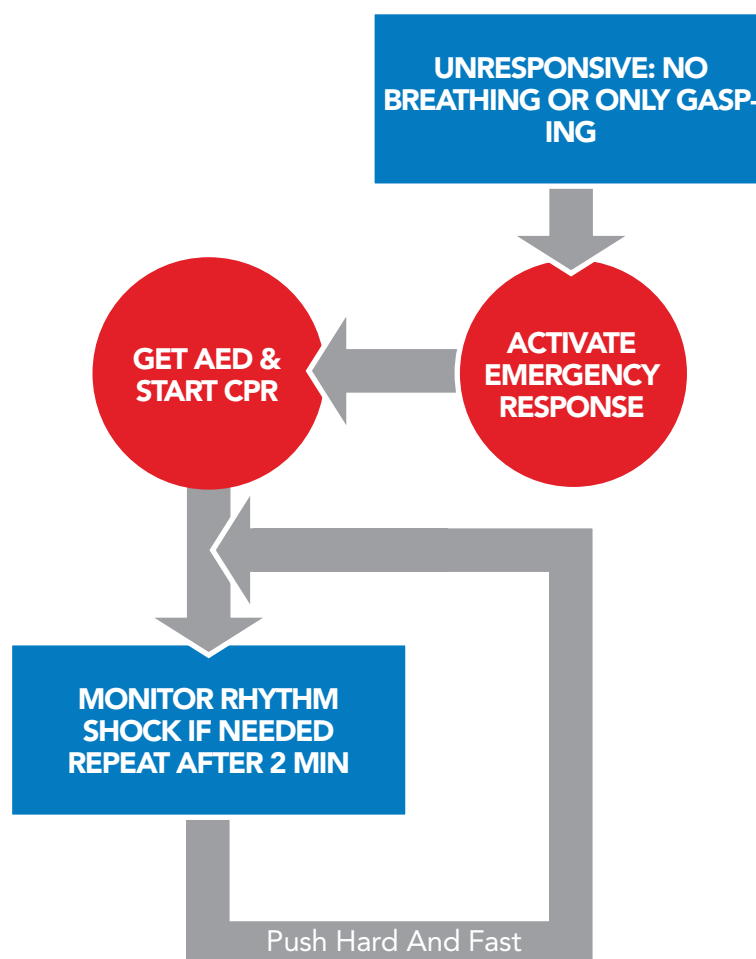 UNRESPONSIVE: NO
BREATHING OR ONLY GASP-
ING
ACTIVATE
EMERGENCY
RESPONSE
GET AED &
START CPR
MONITOR RHYTHM
SHOCK IF NEEDED
REPEAT AFTER 2 MIN
Push Hard And Fast